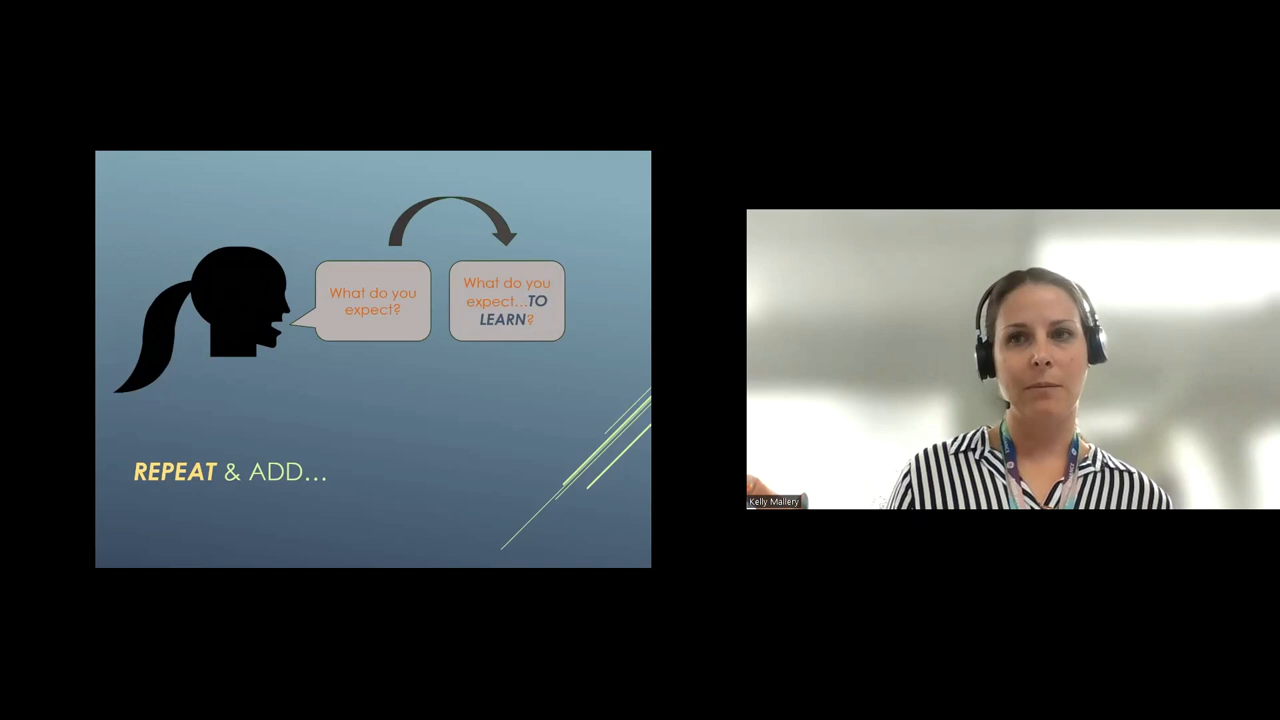 What do you
expect?
What do you
expect...TO
LEARN?
REPEAT & ADD...
Kelly Mallery